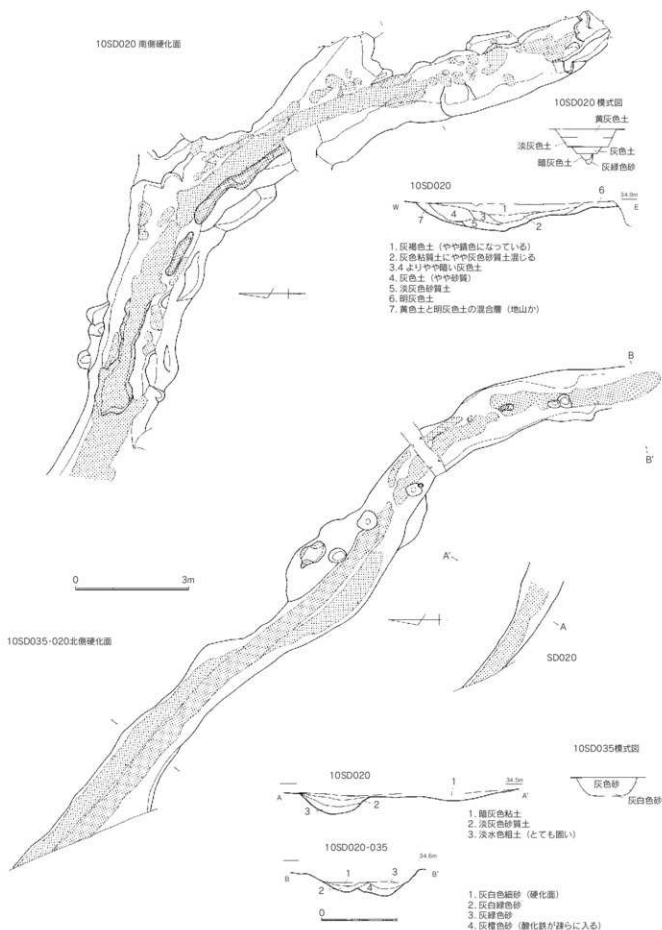 10SD020 南側硬化面
10SD020 模式図
黄灰色土
淡灰色土
灰色土
暗灰色土
灰緑色砂
10SD020
W
E
34.9m
1
2
3
4
5
6
7
1. 灰褐色土（やや錆色になっている）
2. 灰色粘質土にやや灰色砂質土混じる
3. 4 よりやや暗い灰色土
4. 灰色土（やや砂質）
5. 淡灰色砂質土
6. 明灰色土
7. 黄色土と明灰色土の混合層（地山か）
B
B'
A'
A
SD020
0
3m
10SD035・020北側硬化面
10SD035模式図
灰色砂
灰白色砂
10SD020
A
A'
34.5m
1
2
3
1. 暗灰色粘土
2. 淡灰色砂質土
3. 淡水色粗土（とても固い）
10SD020・035
B
B'
34.6m
1
2
3
4
0
1. 灰白色細砂（硬化面）
2. 灰白緑色砂
3. 灰緑色砂
4. 灰橙色砂（酸化鉄が疎らに入る）